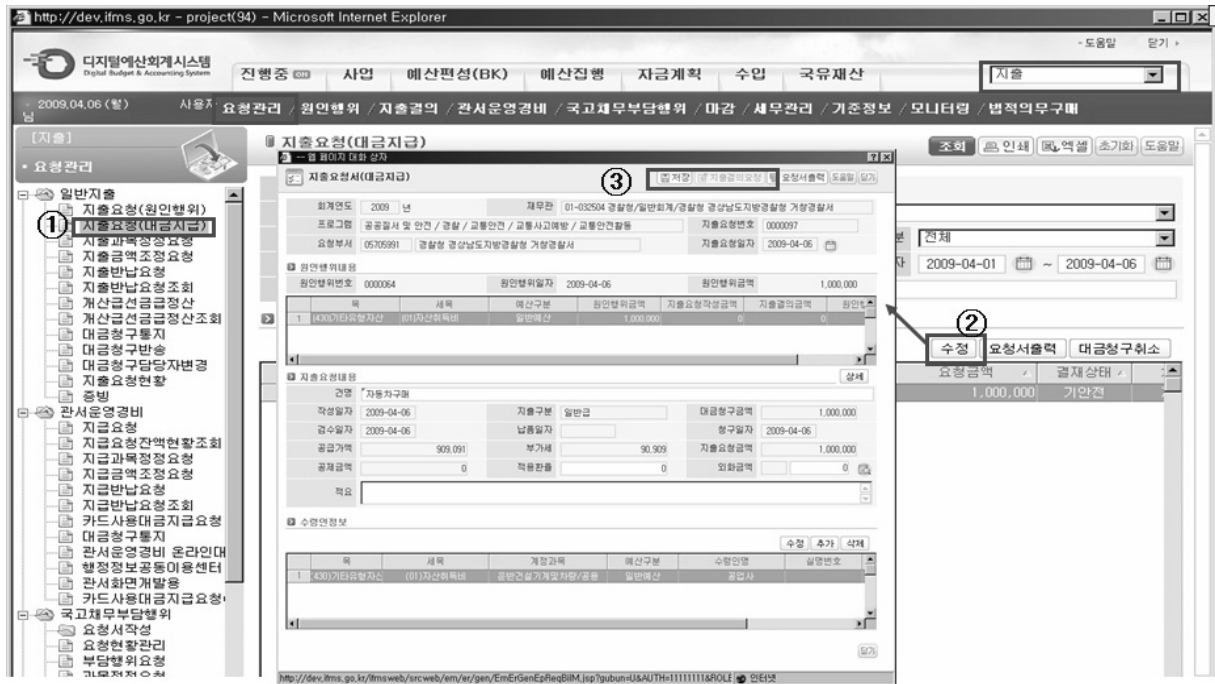 http://dev.ifms.go.kr - project(94) - Microsoft Internet Explorer
- 도움말 닫기
디지털예산회계시스템
Digital Budget & Accounting System
진행중 사업 예산편성(BK) 예산집행 자금계획 수입 국유재산 지출
2009.04.06 (월) 사용자
님
요청관리 / 원인행위 / 지출결의 / 관서운영경비 / 국고채무부담행위 / 마감 / 세무관리 / 기준정보 / 모니터링 / 법적의무구매
[지출]
• 요청관리
지출요청(대금지급)
조회 인쇄 엑셀 초기화 도움말
일반지출
지출요청(원인행위)
① 지출요청(대금지급)
지출과목정정요청
지출금액조정요청
지출반납요청
지출반납요청조회
개산급선금급정산
개산급선금급정산조회
대금청구통지
대금청구반송
대금청구담당자변경
지출요청현황
증빙
관서운영경비
지급요청
지급요청잔액현황조회
지급과목정정요청
지급금액조정요청
지급반납요청
지급반납요청조회
카드사용대금지급요청
대금청구통지
관서운영경비 온라인대
행정정보공동이용센터
관서화면개발용
카드사용대금지급요청
국고채무부담행위
요청서작성
요청현황관리
부담행위요청
과목정정요청
-- 웹 페이지 대화 상자
지출요청서(대금지급)
③ 저장 지출결의요청 요청서출력 도움말 닫기
회계연도 2009 년 재무관 01-032504 경찰청/일반회계/경찰청 경상남도지방경찰청 거창경찰서
프로그램 공공질서 및 안전 / 경찰 / 교통안전 / 교통사고예방 / 교통안전활동 지출요청번호 0000097
요청부서 05705991 경찰청 경상남도지방경찰청 거창경찰서 지출요청일자 2009-04-06
원인행위내용
원인행위번호 0000064 원인행위일자 2009-04-06 원인행위금액 1,000,000
목 세목 예산구분 원인행위금액 지출요청작성금액 지출결의금액 원인행
1 (430)기타유형자산 (01)자산취득비 일반예산 1,000,000 0 0
지출요청내용 상세
건명 자동차구매
작성일자 2009-04-06 지출구분 일반급 대금청구금액 1,000,000
검수일자 2009-04-06 납품일자 청구일자 2009-04-06
공급가액 909,091 부가세 90,909 지출요청금액 1,000,000
공제금액 0 적용환율 0 외화금액 0
적요
수령인정보
수정 추가 삭제
목 세목 계정과목 예산구분 수령인명 실명번호
1 (430)기타유형자산 (01)자산취득비 운반건설기계및차량/공용 일반예산 공업사
닫기
http://dev.ifms.go.kr/ifmsweb/srcweb/em/er/gen/EmErGenEpReqBillM.jsp?gubun=U&AUTH=11111111&ROLE 인터넷
분 전체
자 2009-04-01 ~ 2009-04-06
②
수정 요청서출력 대금청구취소
요청금액 결재상태
1,000,000 기안전